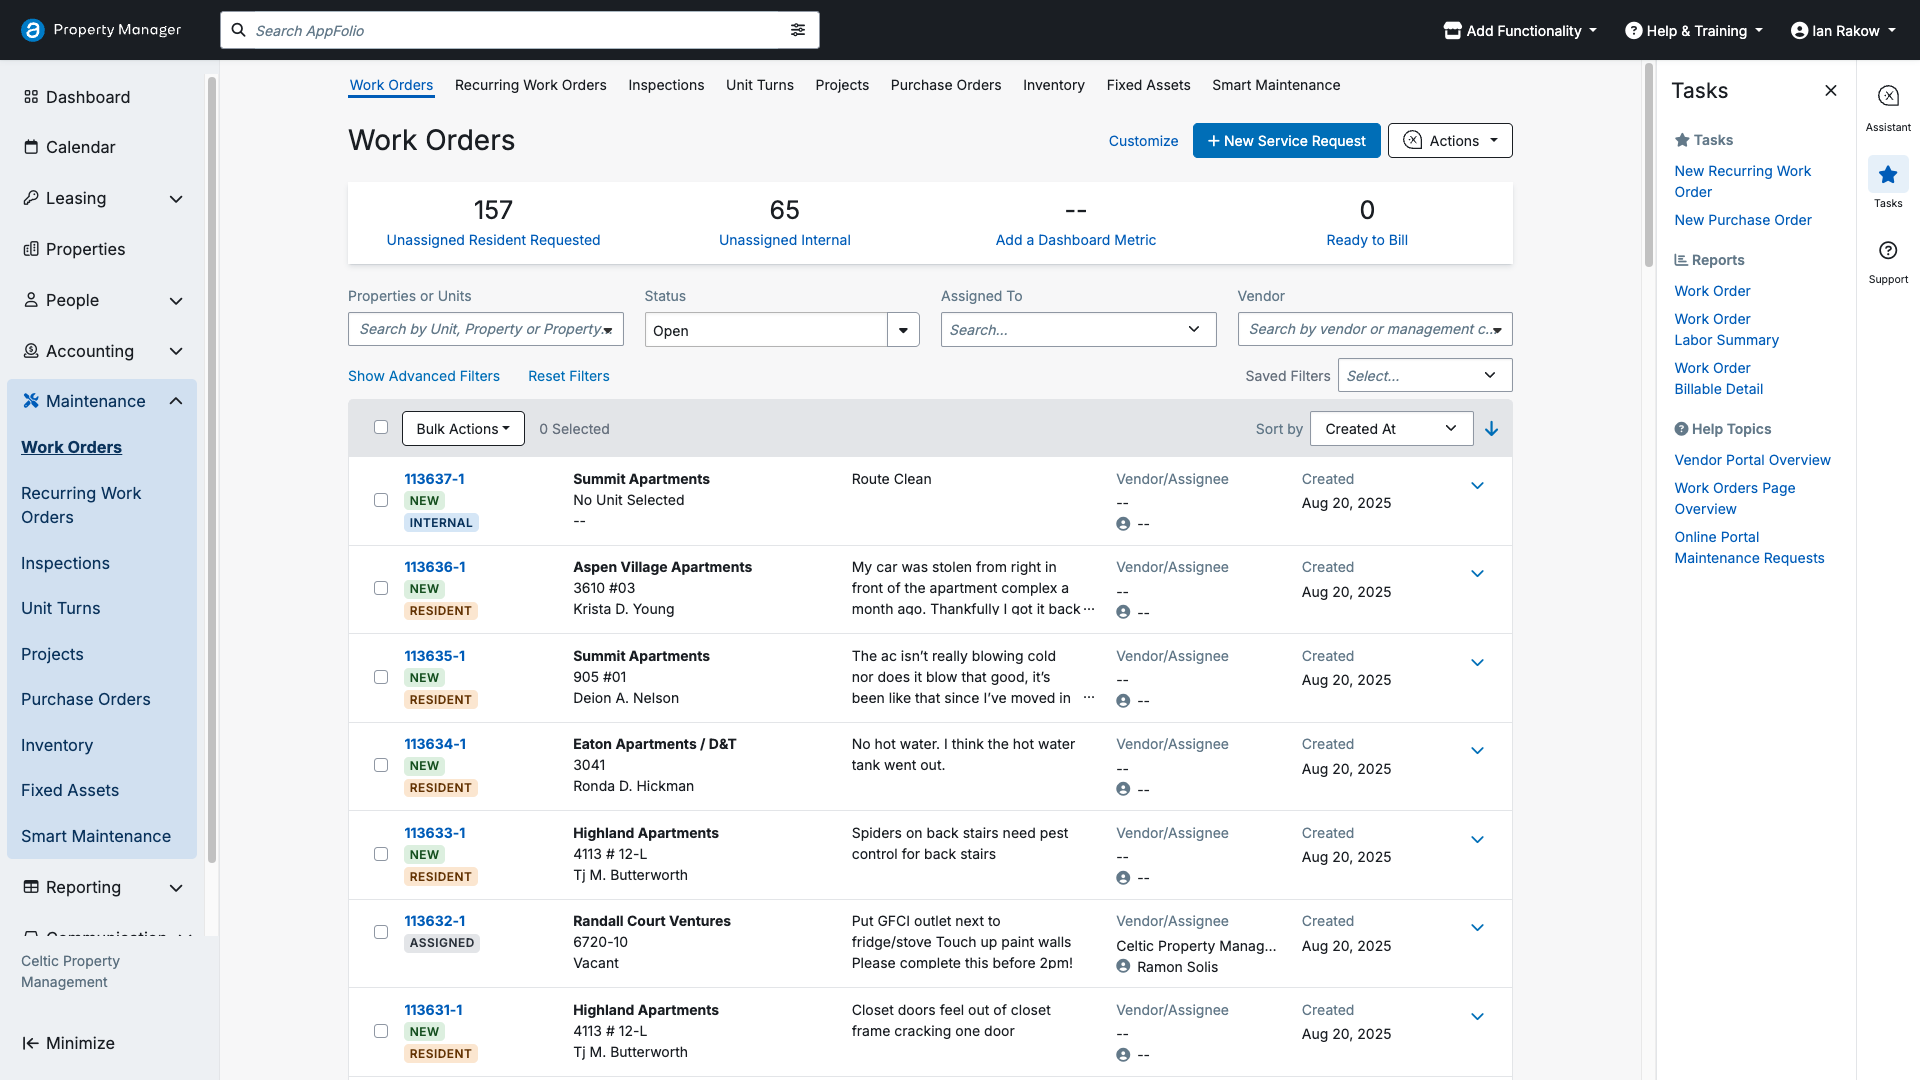 Property Manager
Search AppFolio
Add Functionality
Help & Training
Ian Rakow
Dashboard
Calendar
Leasing
Properties
People
Accounting
Maintenance
Work Orders
Recurring Work
Orders
Inspections
Unit Turns
Projects
Purchase Orders
Inventory
Fixed Assets
Smart Maintenance
Reporting
Communication
Celtic Property
Management
Minimize
Work Orders
Recurring Work Orders
Inspections
Unit Turns
Projects
Purchase Orders
Inventory
Fixed Assets
Smart Maintenance
Work Orders
Customize
+ New Service Request
Actions
157
Unassigned Resident Requested
65
Unassigned Internal
--
Add a Dashboard Metric
0
Ready to Bill
Properties or Units
Search by Unit, Property or Property...
Status
Open
Assigned To
Search...
Vendor
Search by vendor or management c...
Show Advanced Filters
Reset Filters
Saved Filters
Select...
Bulk Actions
0 Selected
Sort by
Created At
113637-1
NEW
INTERNAL
Summit Apartments
No Unit Selected
--
Route Clean
Vendor/Assignee
--
--
Created
Aug 20, 2025
113636-1
NEW
RESIDENT
Aspen Village Apartments
3610 #03
Krista D. Young
My car was stolen from right in
front of the apartment complex a
month ago. Thankfully I got it back ...
Vendor/Assignee
--
--
Created
Aug 20, 2025
113635-1
NEW
RESIDENT
Summit Apartments
905 #01
Deion A. Nelson
The ac isn’t really blowing cold
nor does it blow that good, it’s
been like that since I’ve moved in ...
Vendor/Assignee
--
--
Created
Aug 20, 2025
113634-1
NEW
RESIDENT
Eaton Apartments / D&T
3041
Ronda D. Hickman
No hot water. I think the hot water
tank went out.
Vendor/Assignee
--
--
Created
Aug 20, 2025
113633-1
NEW
RESIDENT
Highland Apartments
4113 # 12-L
Tj M. Butterworth
Spiders on back stairs need pest
control for back stairs
Vendor/Assignee
--
--
Created
Aug 20, 2025
113632-1
ASSIGNED
Randall Court Ventures
6720-10
Vacant
Put GFCI outlet next to
fridge/stove Touch up paint walls
Please complete this before 2pm!
Vendor/Assignee
Celtic Property Manag...
Ramon Solis
Created
Aug 20, 2025
113631-1
NEW
RESIDENT
Highland Apartments
4113 # 12-L
Tj M. Butterworth
Closet doors feel out of closet
frame cracking one door
Vendor/Assignee
--
--
Created
Aug 20, 2025
Tasks
Tasks
New Recurring Work
Order
New Purchase Order
Reports
Work Order
Work Order
Labor Summary
Work Order
Billable Detail
Help Topics
Vendor Portal Overview
Work Orders Page
Overview
Online Portal
Maintenance Requests
Assistant
Tasks
Support